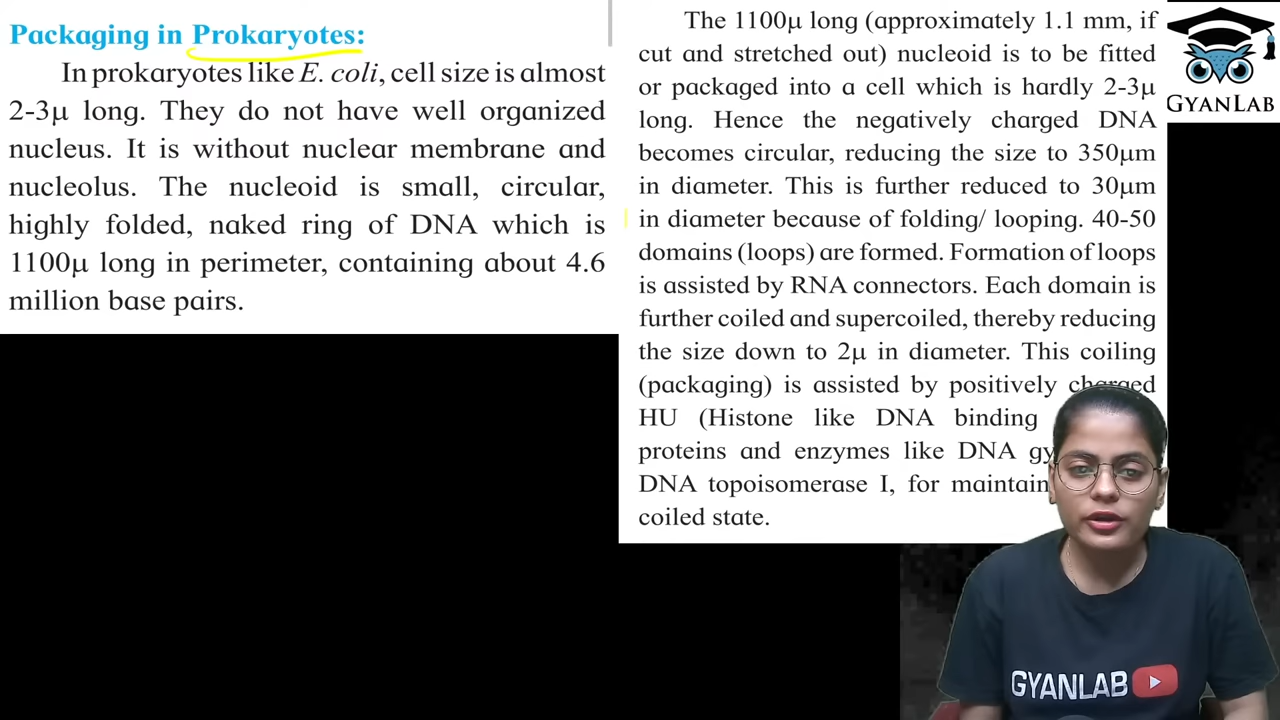 Packaging in Prokaryotes:
In prokaryotes like E. coli, cell size is almost
2-3μ long. They do not have well organized
nucleus. It is without nuclear membrane and
nucleolus. The nucleoid is small, circular,
highly folded, naked ring of DNA which is
1100μ long in perimeter, containing about 4.6
million base pairs.
The 1100μ long (approximately 1.1 mm, if
cut and stretched out) nucleoid is to be fitted
or packaged into a cell which is hardly 2-3μ
long. Hence the negatively charged DNA
becomes circular, reducing the size to 350μm
in diameter. This is further reduced to 30μm
in diameter because of folding/ looping. 40-50
domains (loops) are formed. Formation of loops
is assisted by RNA connectors. Each domain is
further coiled and supercoiled, thereby reducing
the size down to 2μ in diameter. This coiling
(packaging) is assisted by positively charged
HU (Histone like DNA binding
proteins and enzymes like DNA gy
DNA topoisomerase I, for maintain
coiled state.
GYANLAB
GYANLAB